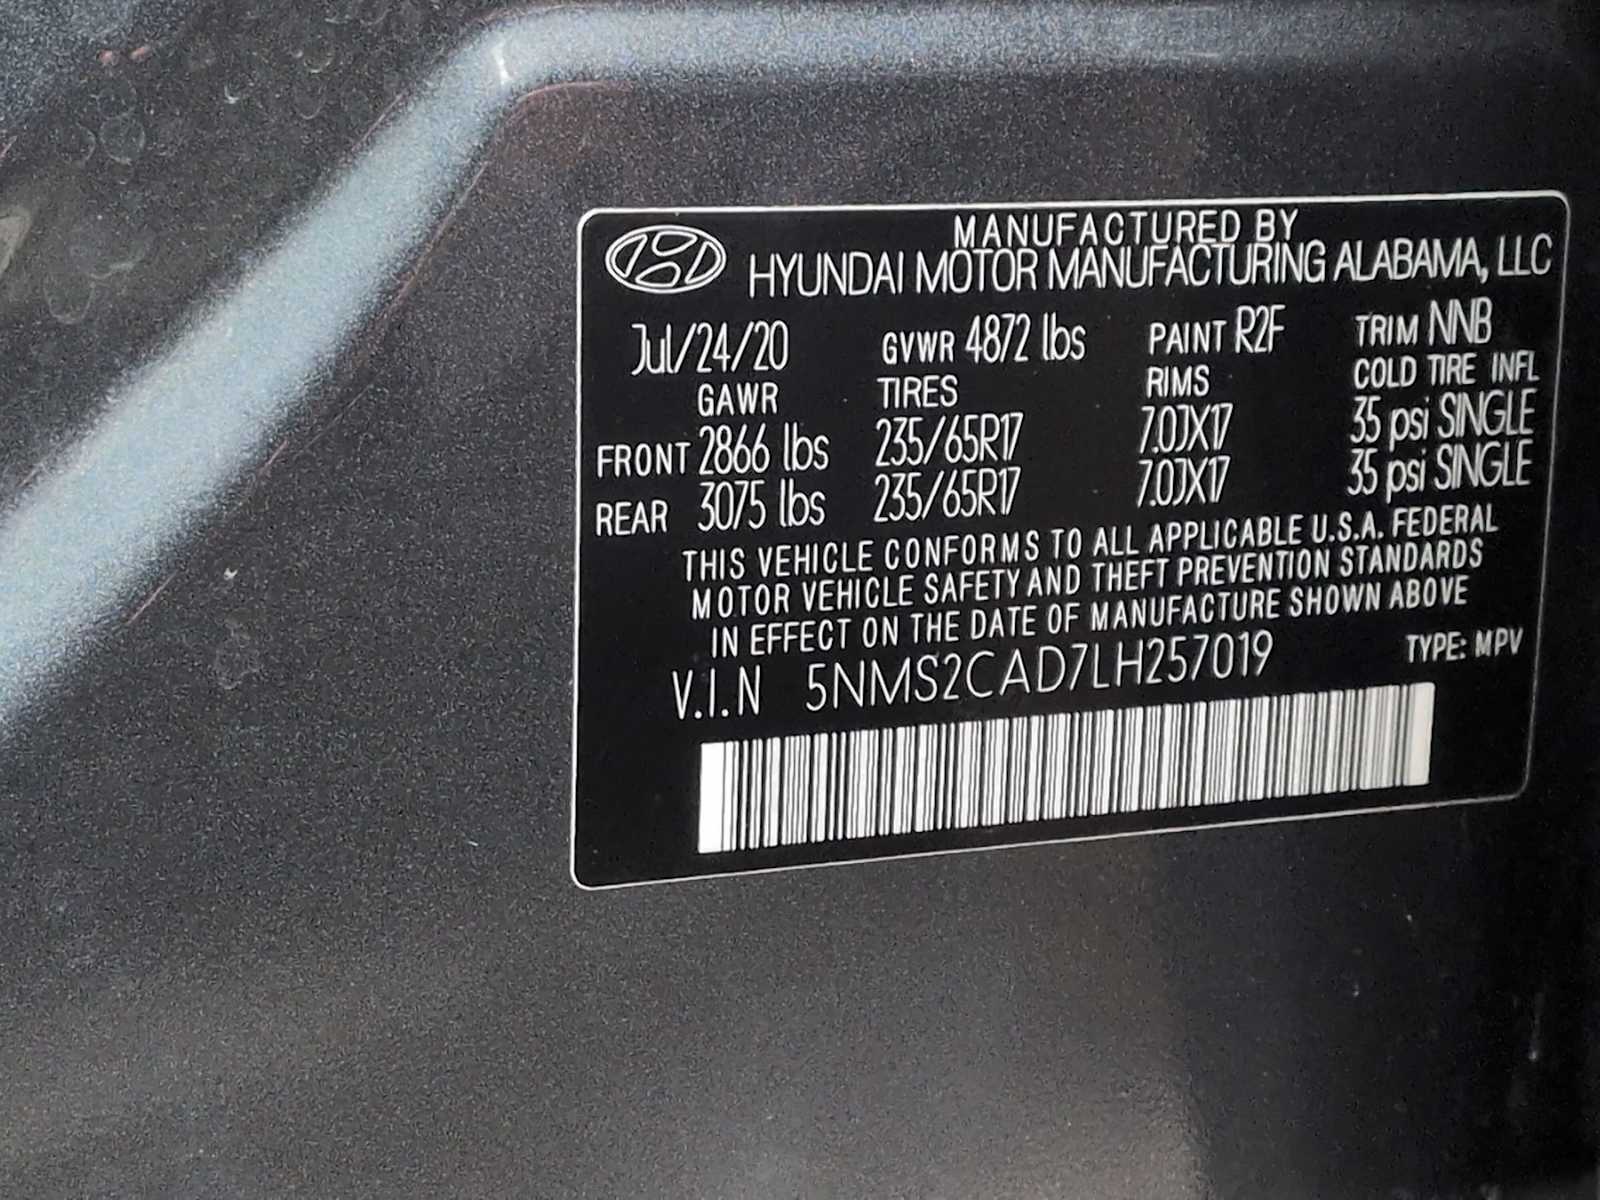 MANUFACTURED BY
HYUNDAI MOTOR MANUFACTURING ALABAMA, LLC
Jul/24/20 GVWR 4872 lbs PAINT R2F TRIM NNB
GAWR TIRES RIMS COLD TIRE INFL
FRONT 2866 lbs 235/65R17 7.0JX17 35 psi SINGLE
REAR 3075 lbs 235/65R17 7.0JX17 35 psi SINGLE
THIS VEHICLE CONFORMS TO ALL APPLICABLE U.S.A. FEDERAL
MOTOR VEHICLE SAFETY AND THEFT PREVENTION STANDARDS
IN EFFECT ON THE DATE OF MANUFACTURE SHOWN ABOVE
V.I.N 5NMS2CAD7LH257019 TYPE: MPV